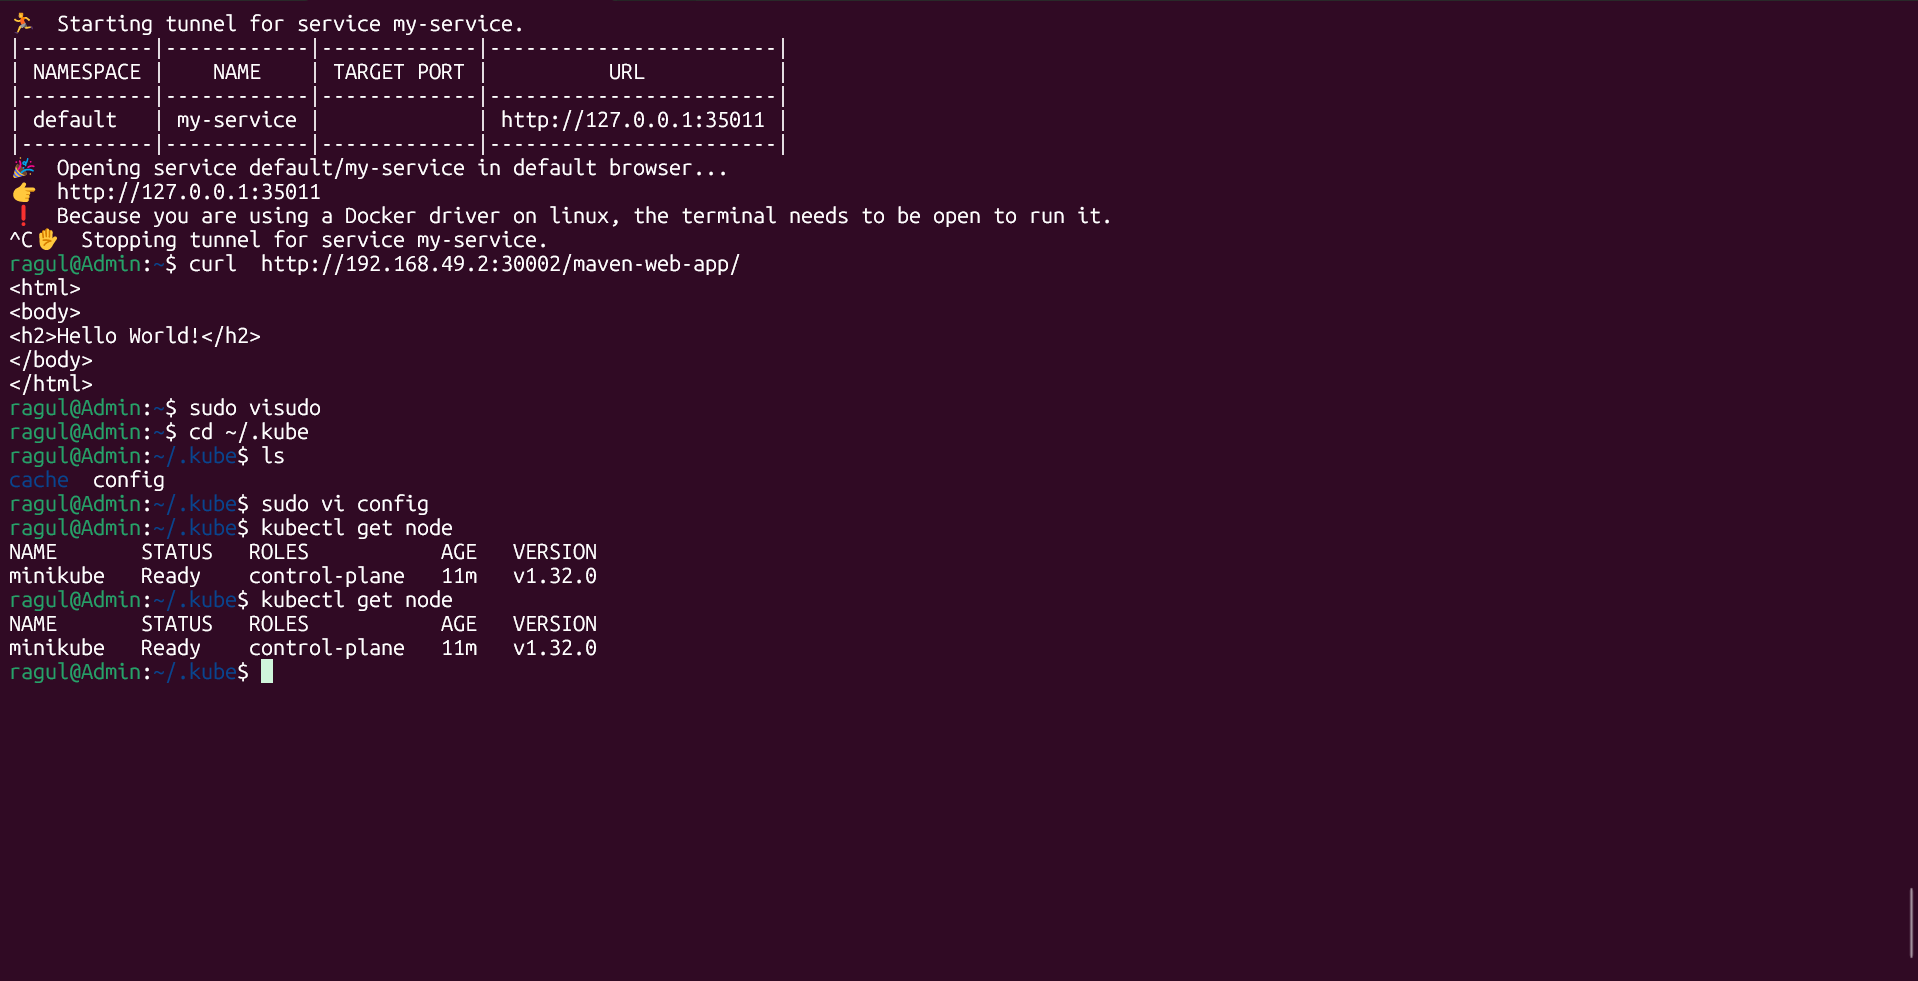 🏃  Starting tunnel for service my-service.
|-----------|------------|-------------|------------------------|
| NAMESPACE |    NAME    | TARGET PORT |          URL           |
|-----------|------------|-------------|------------------------|
| default   | my-service |             | http://127.0.0.1:35011 |
|-----------|------------|-------------|------------------------|
🎉  Opening service default/my-service in default browser...
👉  http://127.0.0.1:35011
❗  Because you are using a Docker driver on linux, the terminal needs to be open to run it.
^C✋  Stopping tunnel for service my-service.
ragul@Admin:~$ curl  http://192.168.49.2:30002/maven-web-app/
<html>
<body>
<h2>Hello World!</h2>
</body>
</html>
ragul@Admin:~$ sudo visudo
ragul@Admin:~$ cd ~/.kube
ragul@Admin:~/.kube$ ls
cache  config
ragul@Admin:~/.kube$ sudo vi config
ragul@Admin:~/.kube$ kubectl get node
NAME       STATUS   ROLES           AGE   VERSION
minikube   Ready    control-plane   11m   v1.32.0
ragul@Admin:~/.kube$ kubectl get node
NAME       STATUS   ROLES           AGE   VERSION
minikube   Ready    control-plane   11m   v1.32.0
ragul@Admin:~/.kube$